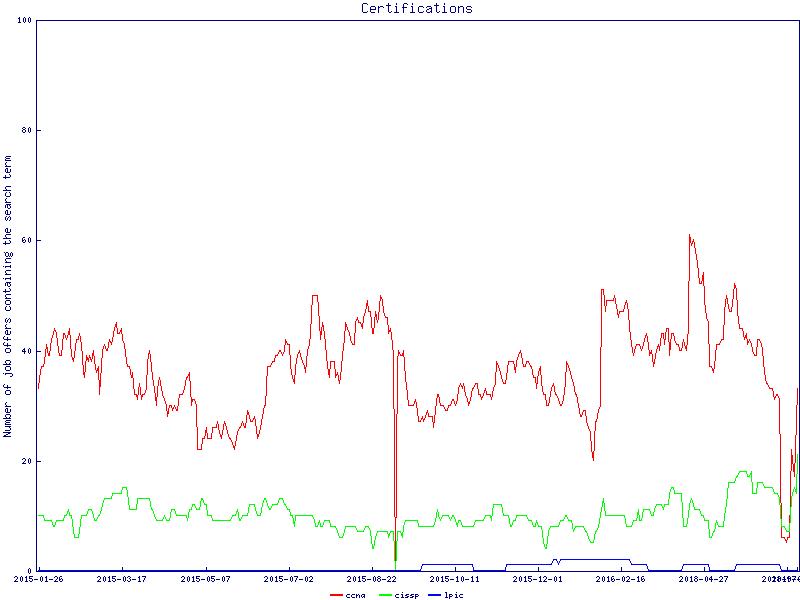 Certifications
Number of job offers containing the search term
100
80
60
40
20
0
2015-01-26 2015-03-17 2015-05-07 2015-07-02 2015-08-22 2015-10-11 2015-12-01 2016-02-16 2018-04-27
ccna cissp lpic